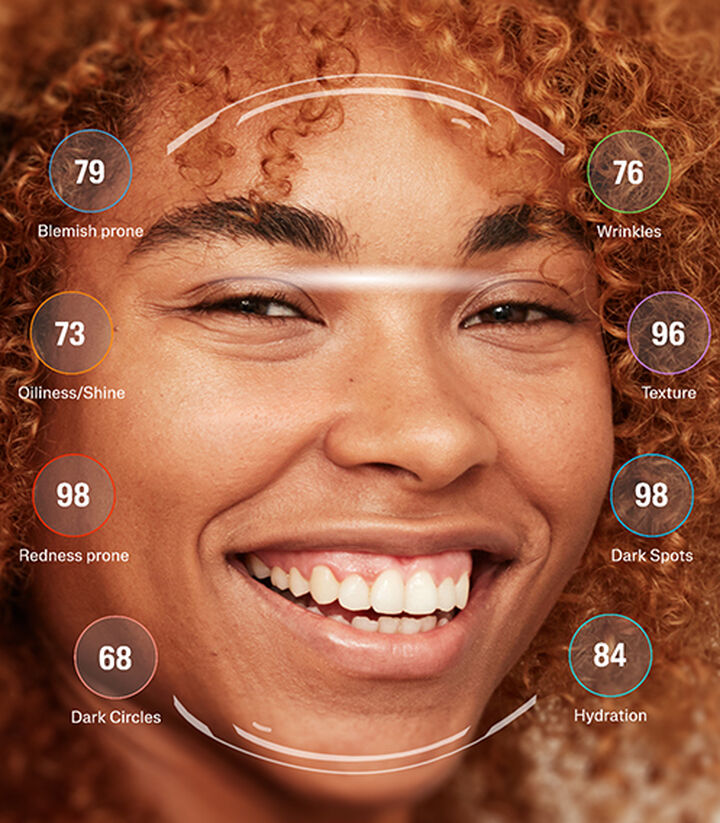 79
Blemish prone
76
Wrinkles
73
Oiliness/Shine
96
Texture
98
Redness prone
98
Dark Spots
68
Dark Circles
84
Hydration